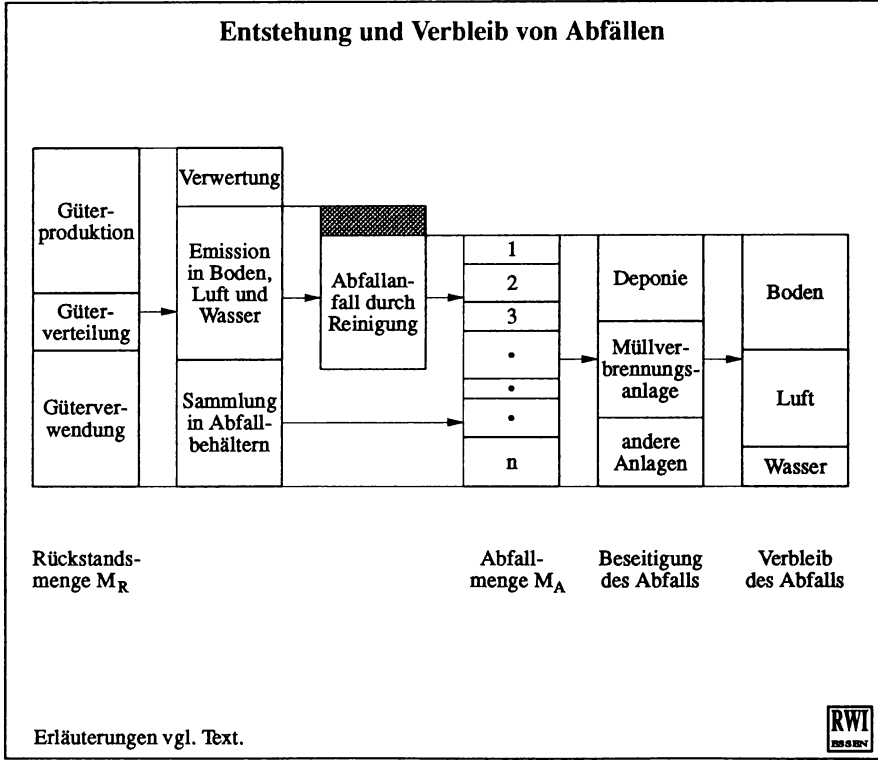 Entstehung und Verbleib von Abfällen
Güter-
produktion
Güter-
verteilung
Güterver-
wendung
Verwertung
Emission
in Boden,
Luft und
Wasser
Sammlung
in Abfall-
behältern
Abfallan-
fall durch
Reinigung
1
2
3
•
•
•
n
Deponie
Müllver-
brennungs-
anlage
andere
Anlagen
Boden
Luft
Wasser
Rückstands-
menge M_R
Abfall-
menge M_A
Beseitigung
des Abfalls
Verbleib
des Abfalls
Erläuterungen vgl. Text.
RWI
ESSEN